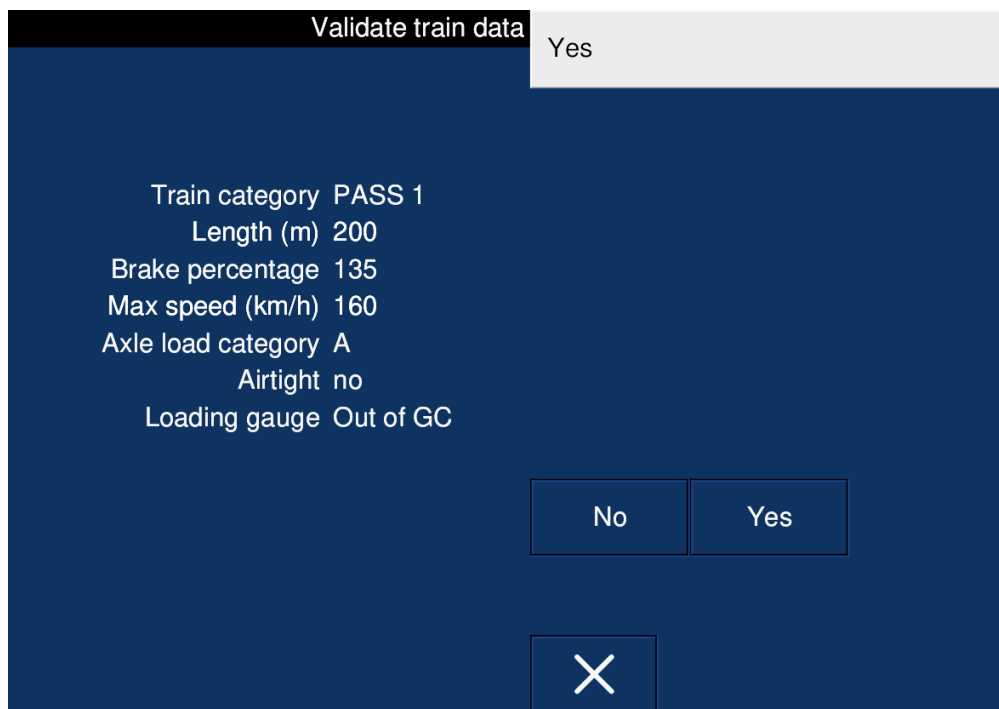 Validate train data Yes
Train category PASS 1
Length (m) 200
Brake percentage 135
Max speed (km/h) 160
Axle load category A
Airtight no
Loading gauge Out of GC
No Yes